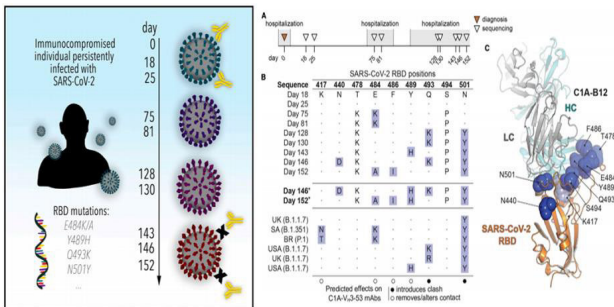 Immunocompromised
individual persistently
infected with
SARS-CoV-2
RBD mutations:
E484K/A
Y489H
Q493K
N501Y
...
day
0
18
25
75
81
128
130
143
146
152
A
hospitalization
hospitalization
hospitalization
diagnosis
sequencing
day
0
18
25
75
81
128
130
143
146
152
B
SARS-CoV-2 RBD positions
Sequence 417 440 478 484 486 489 493 494 501
Day 18 K N T E F Y Q S N
Day 25
Day 75 K K P
Day 81 K K P
Day 128 K K P Y
Day 130 K K P Y
Day 143 K H P Y
Day 146 D K K P Y
Day 152 K A I P Y
Day 146* D K H K P Y
Day 152* K A I H P Y
UK (B.1.1.7) Y
SA (B.1.351) N K Y
BR (P.1) T K Y
USA (B.1.1.7) K Y
UK (B.1.1.7) R Y
USA (B.1.1.7) H Y
Predicted effects on
C1A-VH3-53 mAbs
introduces clash
removes/alters contact
C
C1A-B12
HC
LC
F486
T478
E484
Y489
Q493
S494
K417
N501
N440
SARS-CoV-2
RBD